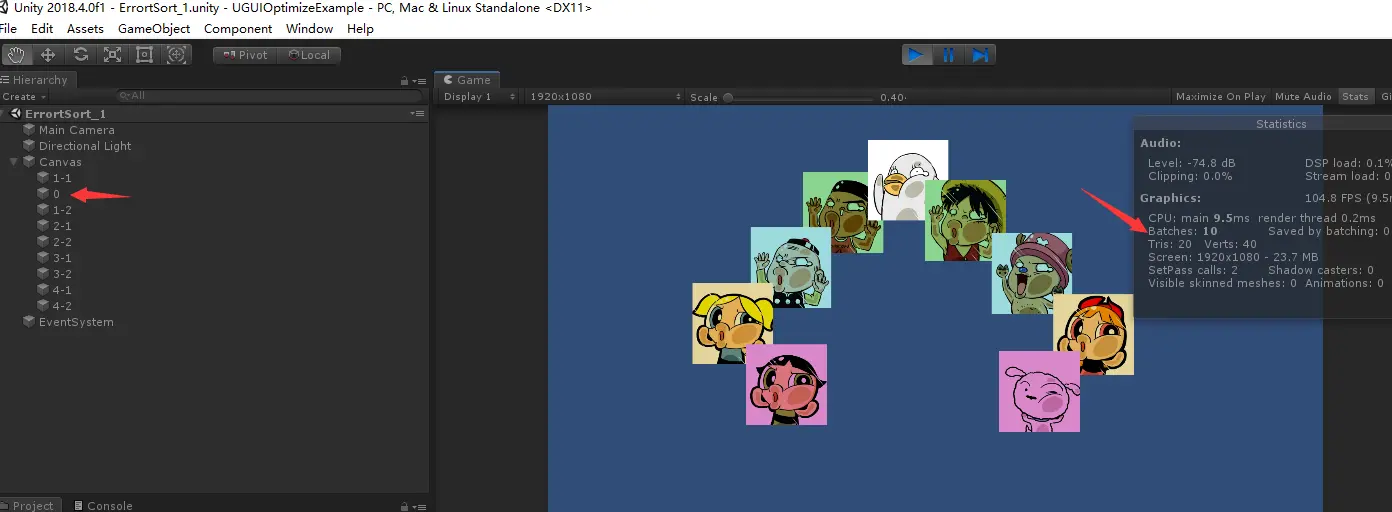 Unity 2018.4.0f1 - ErrortSort_1.unity - UGUIOptimizeExample - PC, Mac & Linux Standalone <DX11>
File Edit Assets GameObject Component Window Help
Pivot Local
Hierarchy
Create All
ErrortSort_1
Main Camera
Directional Light
Canvas
1-1
0
1-2
2-1
2-2
3-1
3-2
4-1
4-2
EventSystem
Project Console
Game
Display 1 1920x1080 Scale 0.40 Maximize On Play Mute Audio Stats Gi
Statistics
Audio:
Level: -74.8 dB DSP load: 0.1%
Clipping: 0.0% Stream load: 0.
Graphics: 104.8 FPS (9.5m
CPU: main 9.5ms render thread 0.2ms
Batches: 10 Saved by batching: 0
Tris: 20 Verts: 40
Screen: 1920x1080 - 23.7 MB
SetPass calls: 2 Shadow casters: 0
Visible skinned meshes: 0 Animations: 0